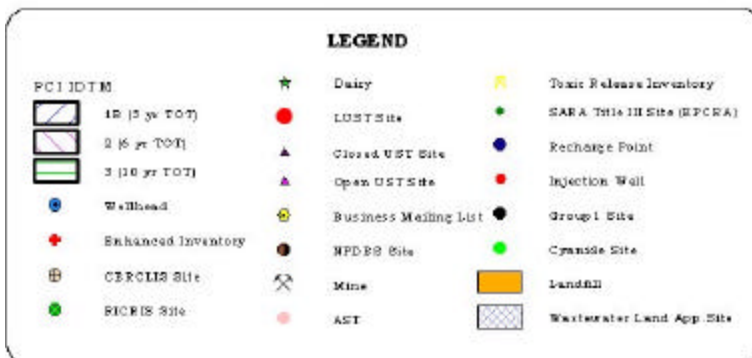 LEGEND
PCI IDTM
1B (3 yr TOT)
2 (6 yr TOT)
3 (10 yr TOT)
Wellhead
Enhanced Inventory
CERCLIS Site
RICRIS Site
Dairy
LUST Site
Closed UST Site
Open UST Site
Business Mailing List
NPDES Site
Mine
AST
Toxic Release Inventory
SARA Title III Site (EPCRA)
Recharge Point
Injection Well
Group 1 Site
Cyanide Site
Landfill
Wastewater Land App. Site